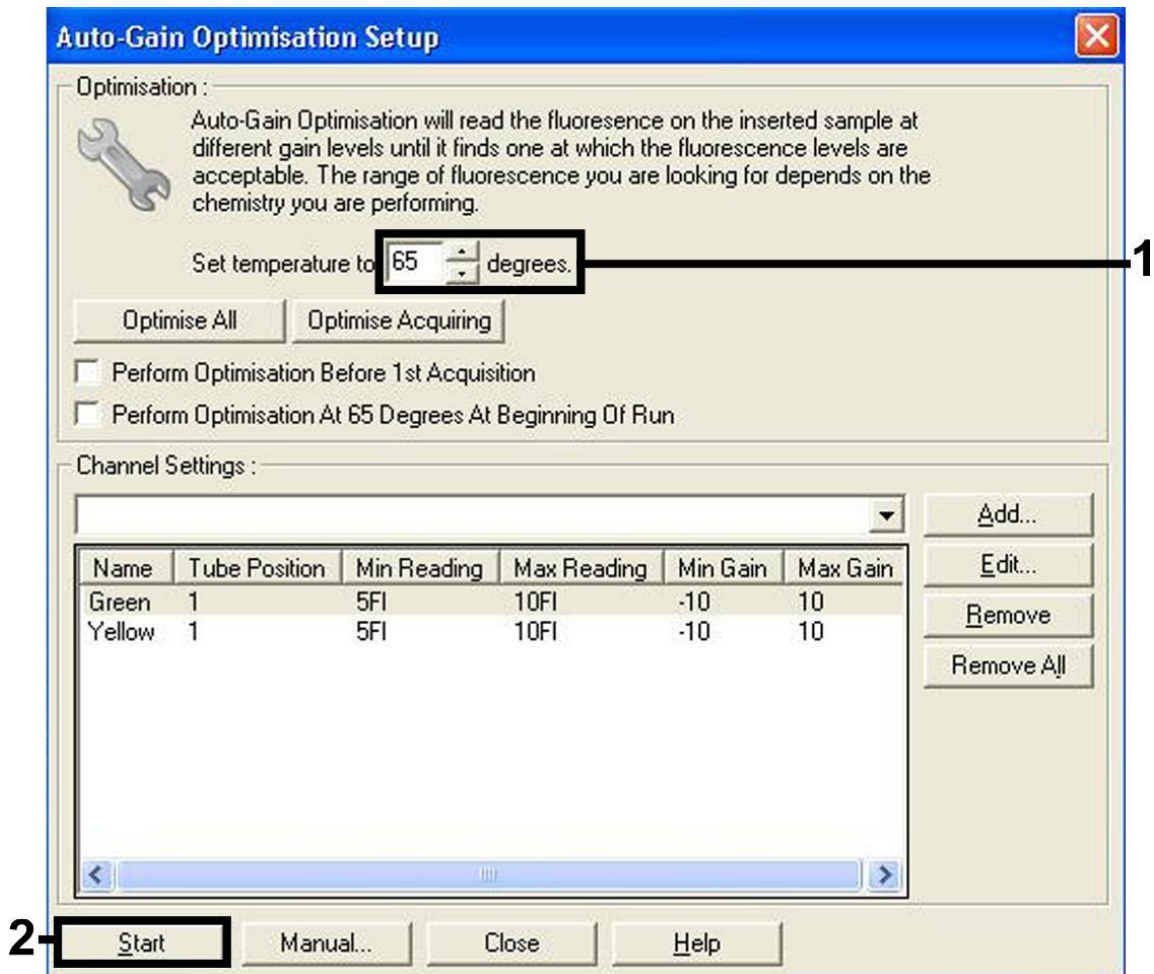 Auto-Gain Optimisation Setup
Optimisation :
Auto-Gain Optimisation will read the fluoresence on the inserted sample at
different gain levels until it finds one at which the fluorescence levels are
acceptable. The range of fluorescence you are looking for depends on the
chemistry you are performing.
Set temperature to 65 degrees.
1
Optimise All Optimise Acquiring
Perform Optimisation Before 1st Acquisition
Perform Optimisation At 65 Degrees At Beginning Of Run
Channel Settings :
Add...
Name Tube Position Min Reading Max Reading Min Gain Max Gain
Edit...
Green 1 5Fl 10Fl -10 10
Yellow 1 5Fl 10Fl -10 10
Remove
Remove All
2
Start Manual... Close Help